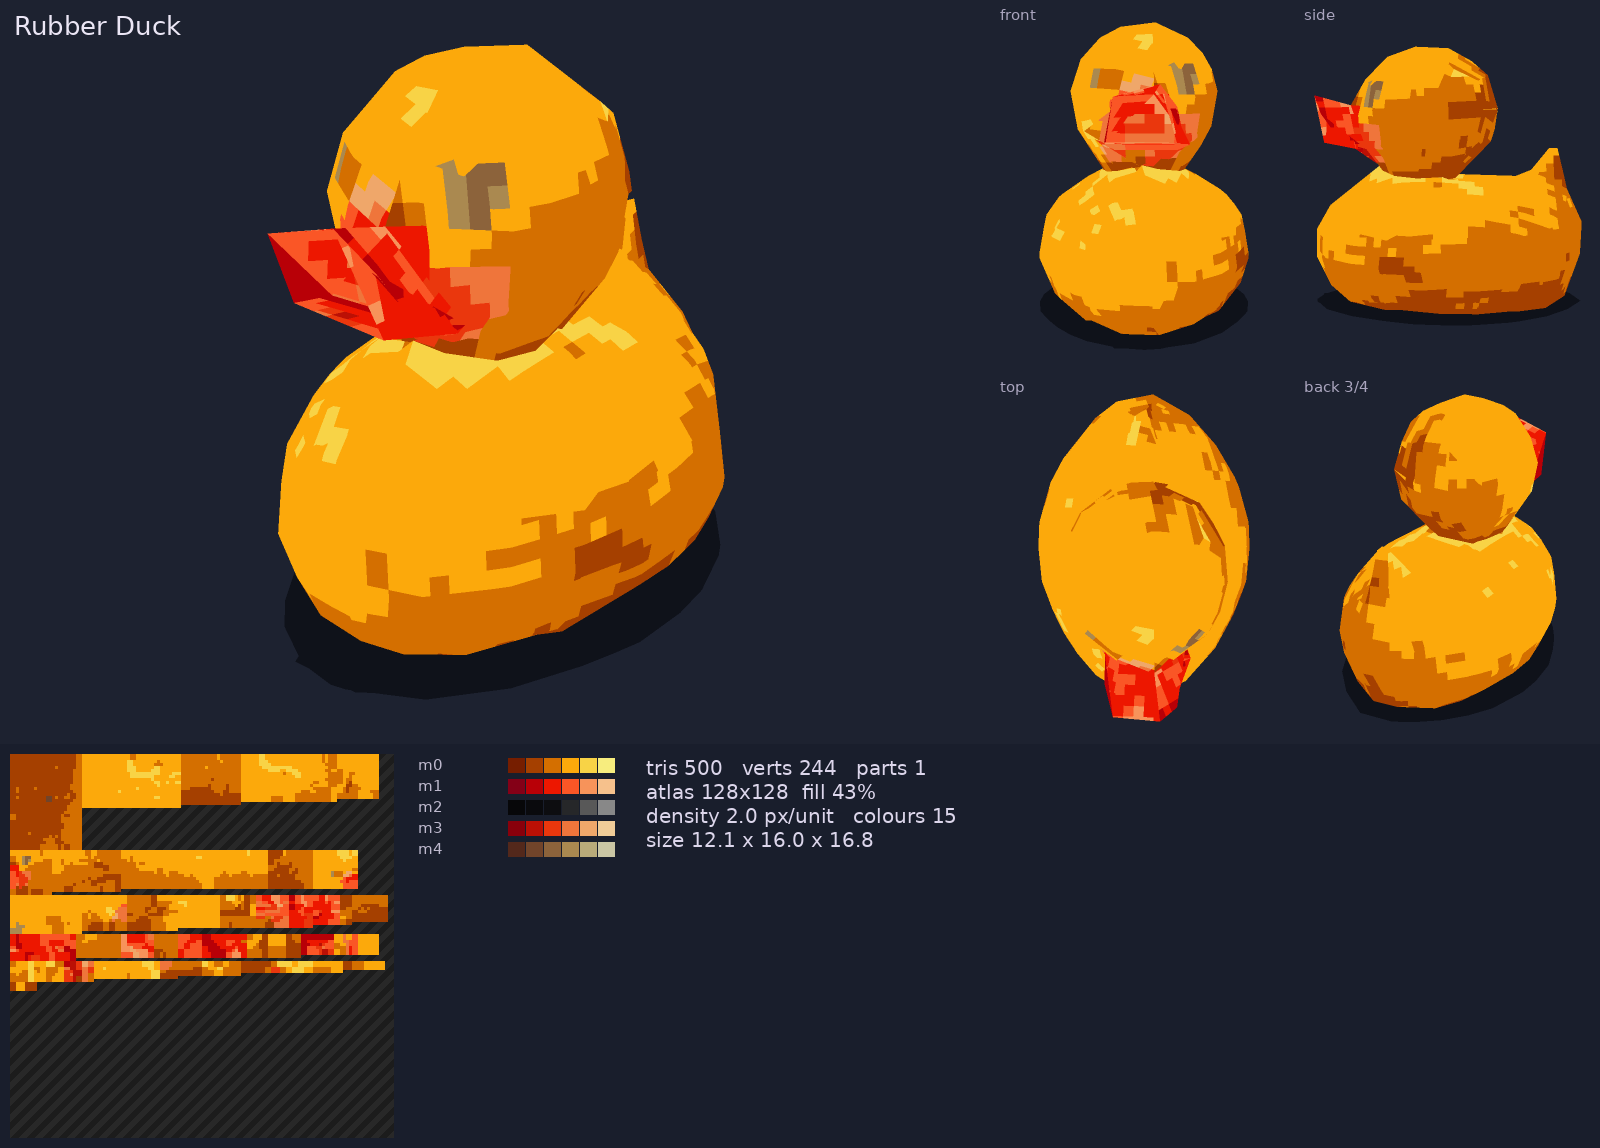 Rubber Duck
front
side
top
back 3/4
m0
m1
m2
m3
m4
tris 500   verts 244   parts 1
atlas 128x128  fill 43%
density 2.0 px/unit   colours 15
size 12.1 x 16.0 x 16.8